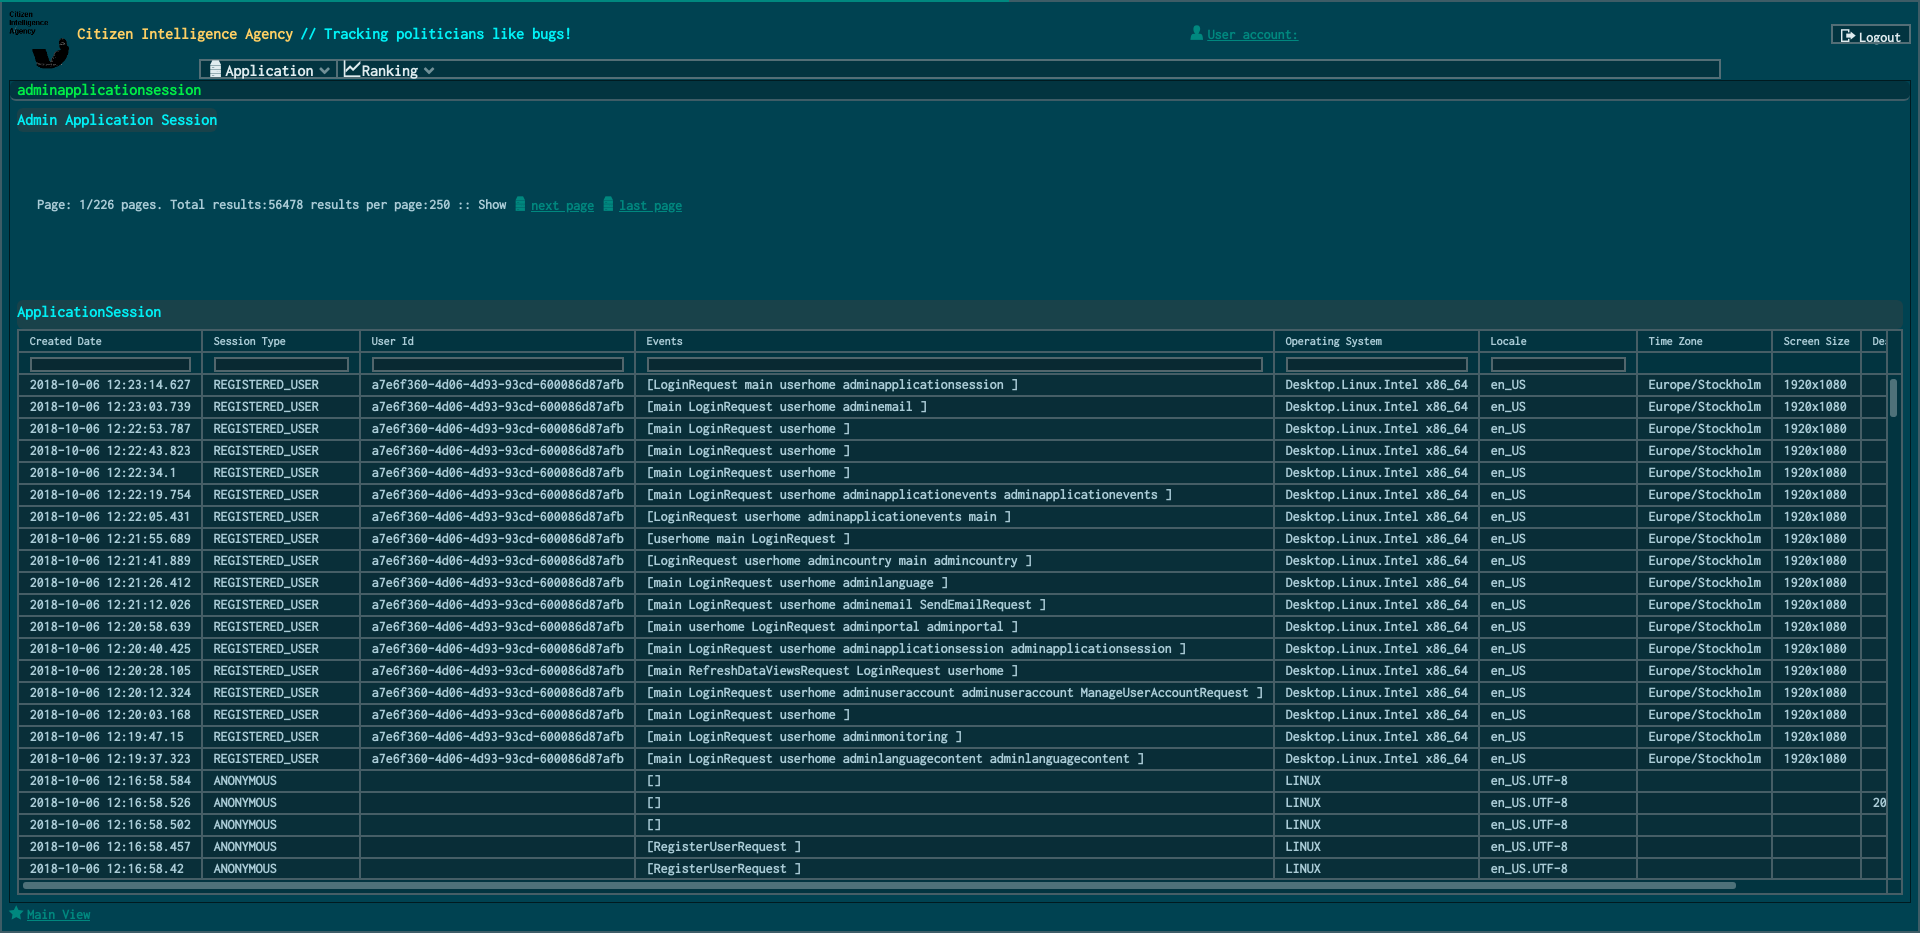 Citizen
Intelligence
Agency
Citizen Intelligence Agency // Tracking politicians like bugs!
User account:
Logout
Application Ranking
adminapplicationsession
Admin Application Session
Page: 1/226 pages. Total results:56478 results per page:250 :: Show next page last page
ApplicationSession
Created Date Session Type User Id Events Operating System Locale Time Zone Screen Size De
2018-10-06 12:23:14.627 REGISTERED_USER a7e6f360-4d06-4d93-93cd-600086d87afb [LoginRequest main userhome adminapplicationsession ] Desktop.Linux.Intel x86_64 en_US Europe/Stockholm 1920x1080
2018-10-06 12:23:03.739 REGISTERED_USER a7e6f360-4d06-4d93-93cd-600086d87afb [main LoginRequest userhome adminemail ] Desktop.Linux.Intel x86_64 en_US Europe/Stockholm 1920x1080
2018-10-06 12:22:53.787 REGISTERED_USER a7e6f360-4d06-4d93-93cd-600086d87afb [main LoginRequest userhome ] Desktop.Linux.Intel x86_64 en_US Europe/Stockholm 1920x1080
2018-10-06 12:22:43.823 REGISTERED_USER a7e6f360-4d06-4d93-93cd-600086d87afb [main LoginRequest userhome ] Desktop.Linux.Intel x86_64 en_US Europe/Stockholm 1920x1080
2018-10-06 12:22:34.1 REGISTERED_USER a7e6f360-4d06-4d93-93cd-600086d87afb [main LoginRequest userhome ] Desktop.Linux.Intel x86_64 en_US Europe/Stockholm 1920x1080
2018-10-06 12:22:19.754 REGISTERED_USER a7e6f360-4d06-4d93-93cd-600086d87afb [main LoginRequest userhome adminapplicationevents adminapplicationevents ] Desktop.Linux.Intel x86_64 en_US Europe/Stockholm 1920x1080
2018-10-06 12:22:05.431 REGISTERED_USER a7e6f360-4d06-4d93-93cd-600086d87afb [LoginRequest userhome adminapplicationevents main ] Desktop.Linux.Intel x86_64 en_US Europe/Stockholm 1920x1080
2018-10-06 12:21:55.689 REGISTERED_USER a7e6f360-4d06-4d93-93cd-600086d87afb [userhome main LoginRequest ] Desktop.Linux.Intel x86_64 en_US Europe/Stockholm 1920x1080
2018-10-06 12:21:41.889 REGISTERED_USER a7e6f360-4d06-4d93-93cd-600086d87afb [LoginRequest userhome admincountry main admincountry ] Desktop.Linux.Intel x86_64 en_US Europe/Stockholm 1920x1080
2018-10-06 12:21:26.412 REGISTERED_USER a7e6f360-4d06-4d93-93cd-600086d87afb [main LoginRequest userhome adminlanguage ] Desktop.Linux.Intel x86_64 en_US Europe/Stockholm 1920x1080
2018-10-06 12:21:12.026 REGISTERED_USER a7e6f360-4d06-4d93-93cd-600086d87afb [main LoginRequest userhome adminemail SendEmailRequest ] Desktop.Linux.Intel x86_64 en_US Europe/Stockholm 1920x1080
2018-10-06 12:20:58.639 REGISTERED_USER a7e6f360-4d06-4d93-93cd-600086d87afb [main userhome LoginRequest adminportal adminportal ] Desktop.Linux.Intel x86_64 en_US Europe/Stockholm 1920x1080
2018-10-06 12:20:40.425 REGISTERED_USER a7e6f360-4d06-4d93-93cd-600086d87afb [main LoginRequest userhome adminapplicationsession adminapplicationsession ] Desktop.Linux.Intel x86_64 en_US Europe/Stockholm 1920x1080
2018-10-06 12:20:28.105 REGISTERED_USER a7e6f360-4d06-4d93-93cd-600086d87afb [main RefreshDataViewsRequest LoginRequest userhome ] Desktop.Linux.Intel x86_64 en_US Europe/Stockholm 1920x1080
2018-10-06 12:20:12.324 REGISTERED_USER a7e6f360-4d06-4d93-93cd-600086d87afb [main LoginRequest userhome adminuseraccount adminuseraccount ManageUserAccountRequest ] Desktop.Linux.Intel x86_64 en_US Europe/Stockholm 1920x1080
2018-10-06 12:20:03.168 REGISTERED_USER a7e6f360-4d06-4d93-93cd-600086d87afb [main LoginRequest userhome ] Desktop.Linux.Intel x86_64 en_US Europe/Stockholm 1920x1080
2018-10-06 12:19:47.15 REGISTERED_USER a7e6f360-4d06-4d93-93cd-600086d87afb [main LoginRequest userhome adminmonitoring ] Desktop.Linux.Intel x86_64 en_US Europe/Stockholm 1920x1080
2018-10-06 12:19:37.323 REGISTERED_USER a7e6f360-4d06-4d93-93cd-600086d87afb [main LoginRequest userhome adminlanguagecontent adminlanguagecontent ] Desktop.Linux.Intel x86_64 en_US Europe/Stockholm 1920x1080
2018-10-06 12:16:58.584 ANONYMOUS [] LINUX en_US.UTF-8
2018-10-06 12:16:58.526 ANONYMOUS [] LINUX en_US.UTF-8 20
2018-10-06 12:16:58.502 ANONYMOUS [] LINUX en_US.UTF-8
2018-10-06 12:16:58.457 ANONYMOUS [RegisterUserRequest ] LINUX en_US.UTF-8
2018-10-06 12:16:58.42 ANONYMOUS [RegisterUserRequest ] LINUX en_US.UTF-8
Main View